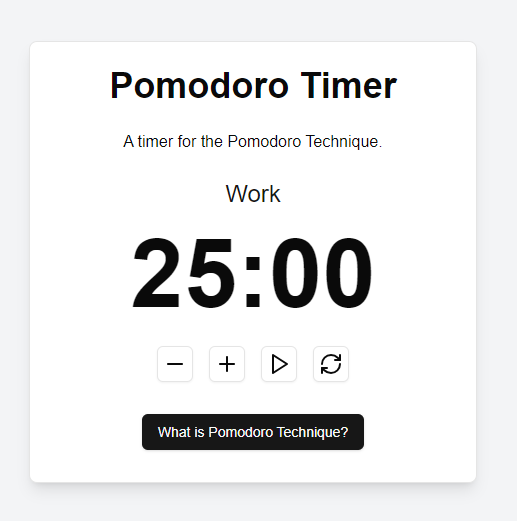 Pomodoro Timer
A timer for the Pomodoro Technique.
Work
25:00
What is Pomodoro Technique?